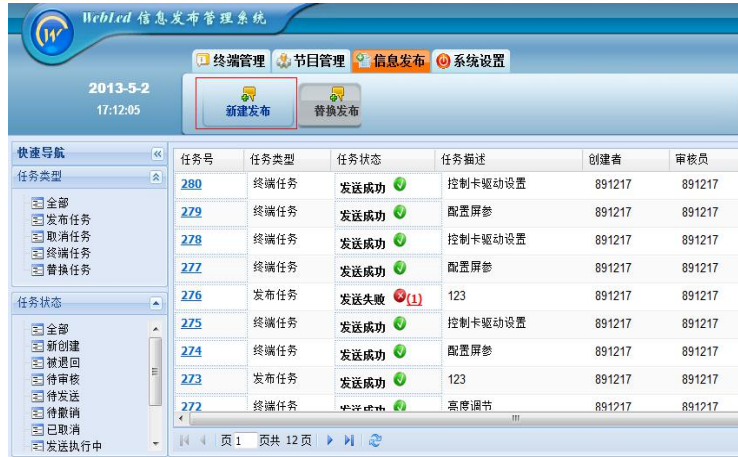 WebLed 信息发布管理系统
终端管理 节目管理 信息发布 系统设置
2013-5-2
17:12:05
新建发布 替换发布
快速导航
任务类型
全部
发布任务
取消任务
终端任务
替换任务
任务状态
全部
新创建
被退回
待审核
待发送
待撤销
已取消
发送执行中
任务号 任务类型 任务状态 任务描述 创建者 审核员
280 终端任务 发送成功 控制卡驱动设置 891217 891217
279 终端任务 发送成功 配置屏参 891217 891217
278 终端任务 发送成功 控制卡驱动设置 891217 891217
277 终端任务 发送成功 配置屏参 891217 891217
276 发布任务 发送失败 (1) 123 891217 891217
275 终端任务 发送成功 控制卡驱动设置 891217 891217
274 终端任务 发送成功 配置屏参 891217 891217
273 发布任务 发送成功 123 891217 891217
272 终端任务 发送成功 亮度调节 891217 891217
页 1 页共 12 页